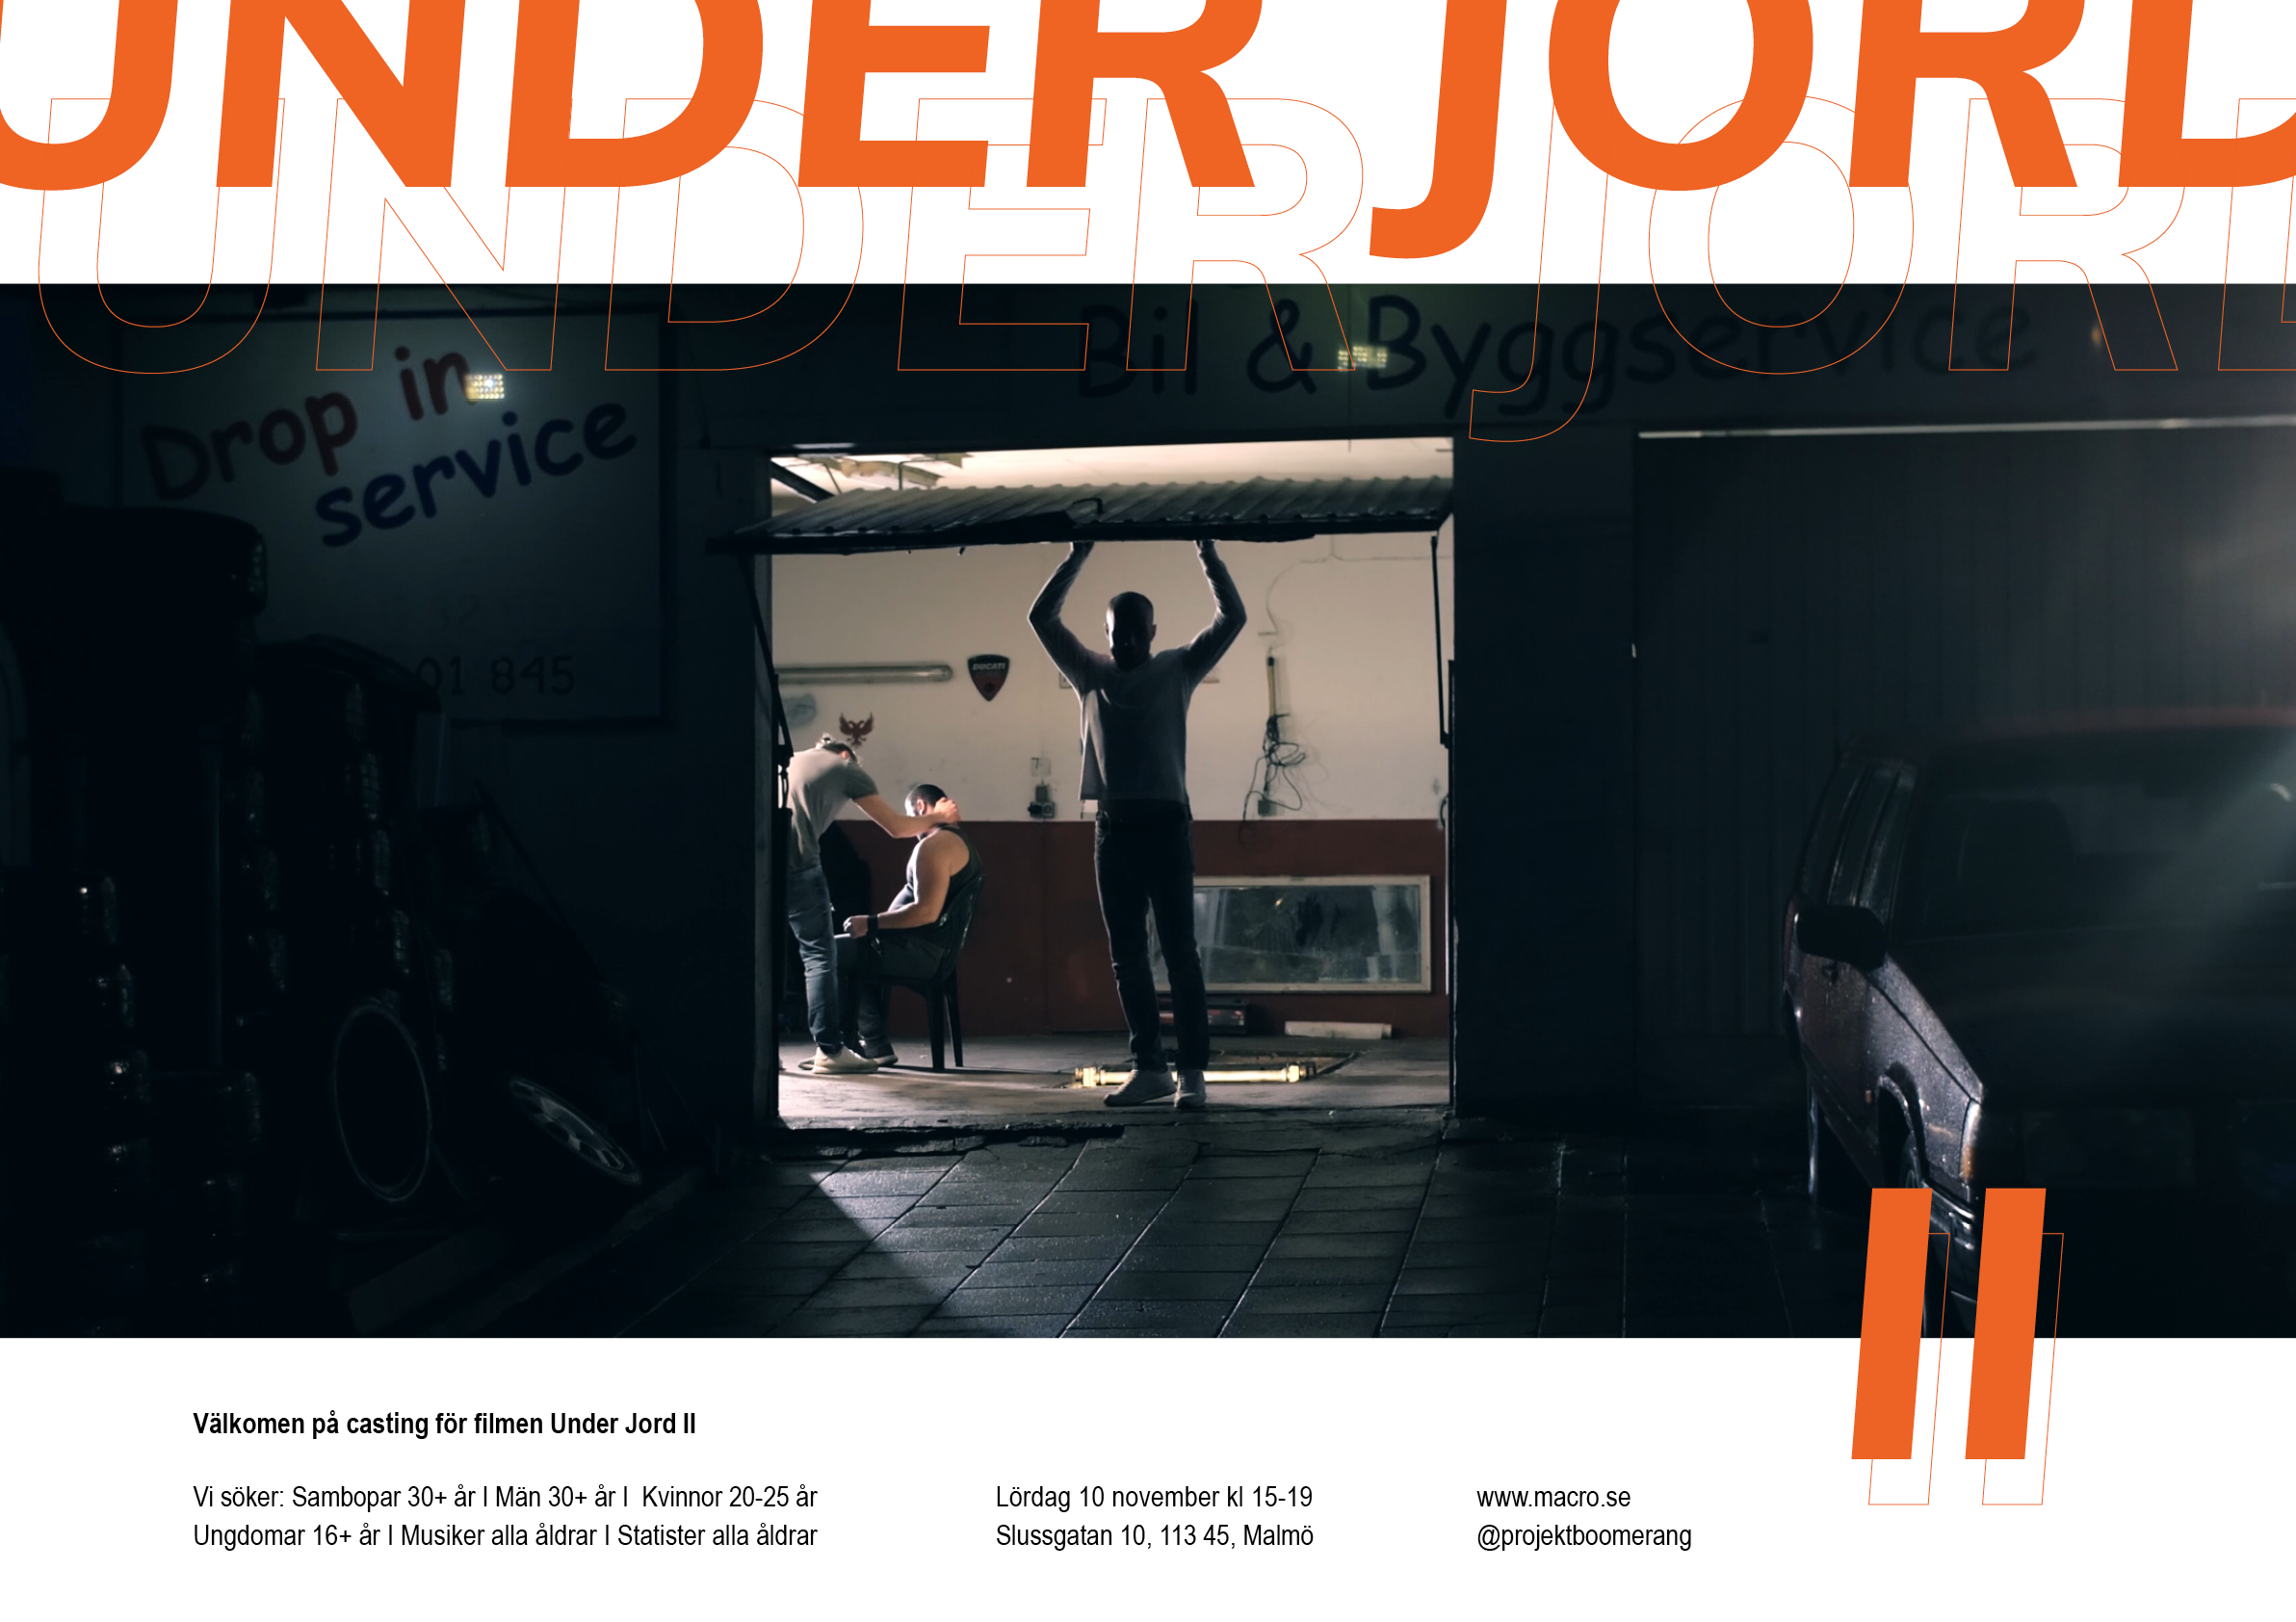 UNDER JORD
UNDER JORD
Drop in
service
Bil & Byggservice
01 845
DUCATI
II
Välkomen på casting för filmen Under Jord II
Vi söker: Sambopar 30+ år I Män 30+ år I Kvinnor 20-25 år
Ungdomar 16+ år I Musiker alla åldrar I Statister alla åldrar
Lördag 10 november kl 15-19
Slussgatan 10, 113 45, Malmö
www.macro.se
@projektboomerang